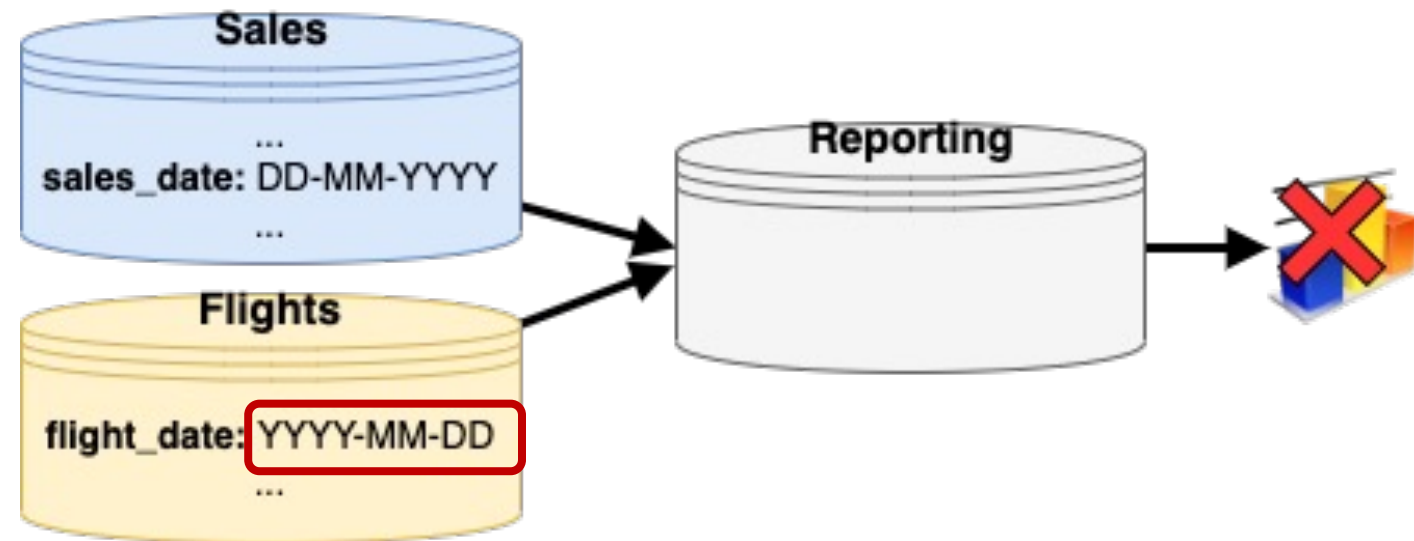 Sales
...
sales_date: DD-MM-YYYY
...
Flights
flight_date: YYYY-MM-DD
...
Reporting